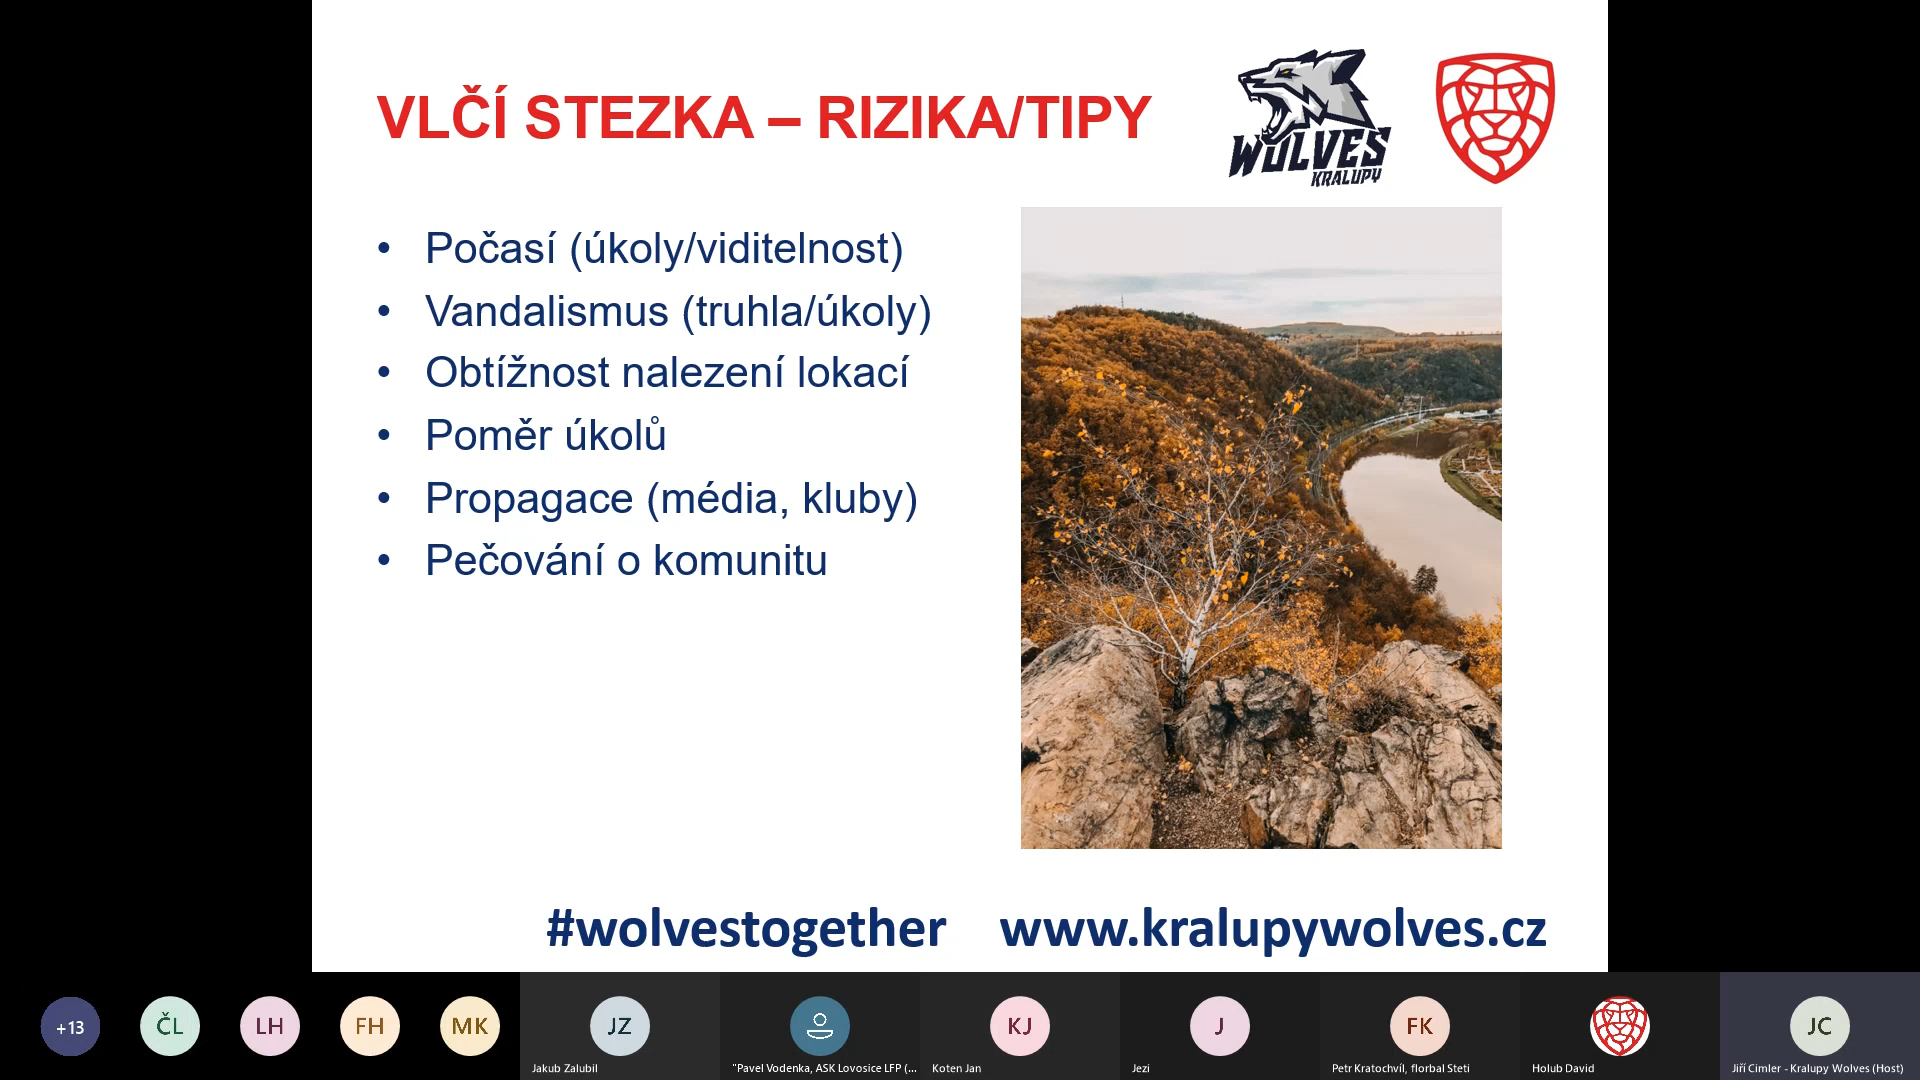 VLČÍ STEZKA – RIZIKA/TIPY
WOLVES
KRALUPY
• Počasí (úkoly/viditelnost)
• Vandalismus (truhla/úkoly)
• Obtížnost nalezení lokací
• Poměr úkolů
• Propagace (média, kluby)
• Pečování o komunitu
#wolvestogether www.kralupywolves.cz
+13
ČL
LH
FH
MK
JZ
KJ
J
FK
JC
Jakub Zalubil
"Pavel Vodenka, ASK Lovosice LFP (...
Koten Jan
Jezi
Petr Kratochvíl, florbal Steti
Holub David
Jiří Cimler - Kralupy Wolves (Host)